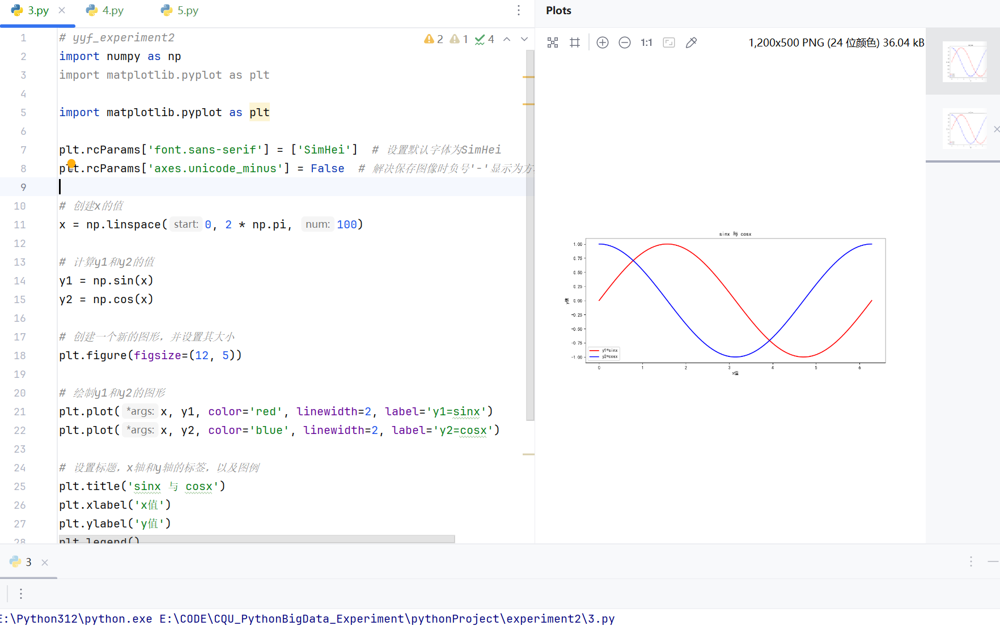 3.py
4.py
5.py
Plots
2 1 4
1,200x500 PNG (24 位颜色) 36.04 kB
1:1
1 # yyf_experiment2
2 import numpy as np
3 import matplotlib.pyplot as plt
4
5 import matplotlib.pyplot as plt
6
7 plt.rcParams['font.sans-serif'] = ['SimHei']  # 设置默认字体为SimHei
8 plt.rcParams['axes.unicode_minus'] = False  # 解决保存图像时负号'-'显示为方
9
10 # 创建x的值
11 x = np.linspace( start: 0, 2 * np.pi, num: 100)
12
13 # 计算y1和y2的值
14 y1 = np.sin(x)
15 y2 = np.cos(x)
16
17 # 创建一个新的图形，并设置其大小
18 plt.figure(figsize=(12, 5))
19
20 # 绘制y1和y2的图形
21 plt.plot( *args: x, y1, color='red', linewidth=2, label='y1=sinx')
22 plt.plot( *args: x, y2, color='blue', linewidth=2, label='y2=cosx')
23
24 # 设置标题，x轴和y轴的标签，以及图例
25 plt.title('sinx 与 cosx')
26 plt.xlabel('x值')
27 plt.ylabel('y值')
28 plt.legend()
sinx 与 cosx
1.00
0.75
0.50
0.25
0.00
-0.25
-0.50
-0.75
-1.00
y值
y1=sinx
y2=cosx
0 1 2 3 4 5 6
x值
3
E:\Python312\python.exe E:\CODE\CQU_PythonBigData_Experiment\pythonProject\experiment2\3.py